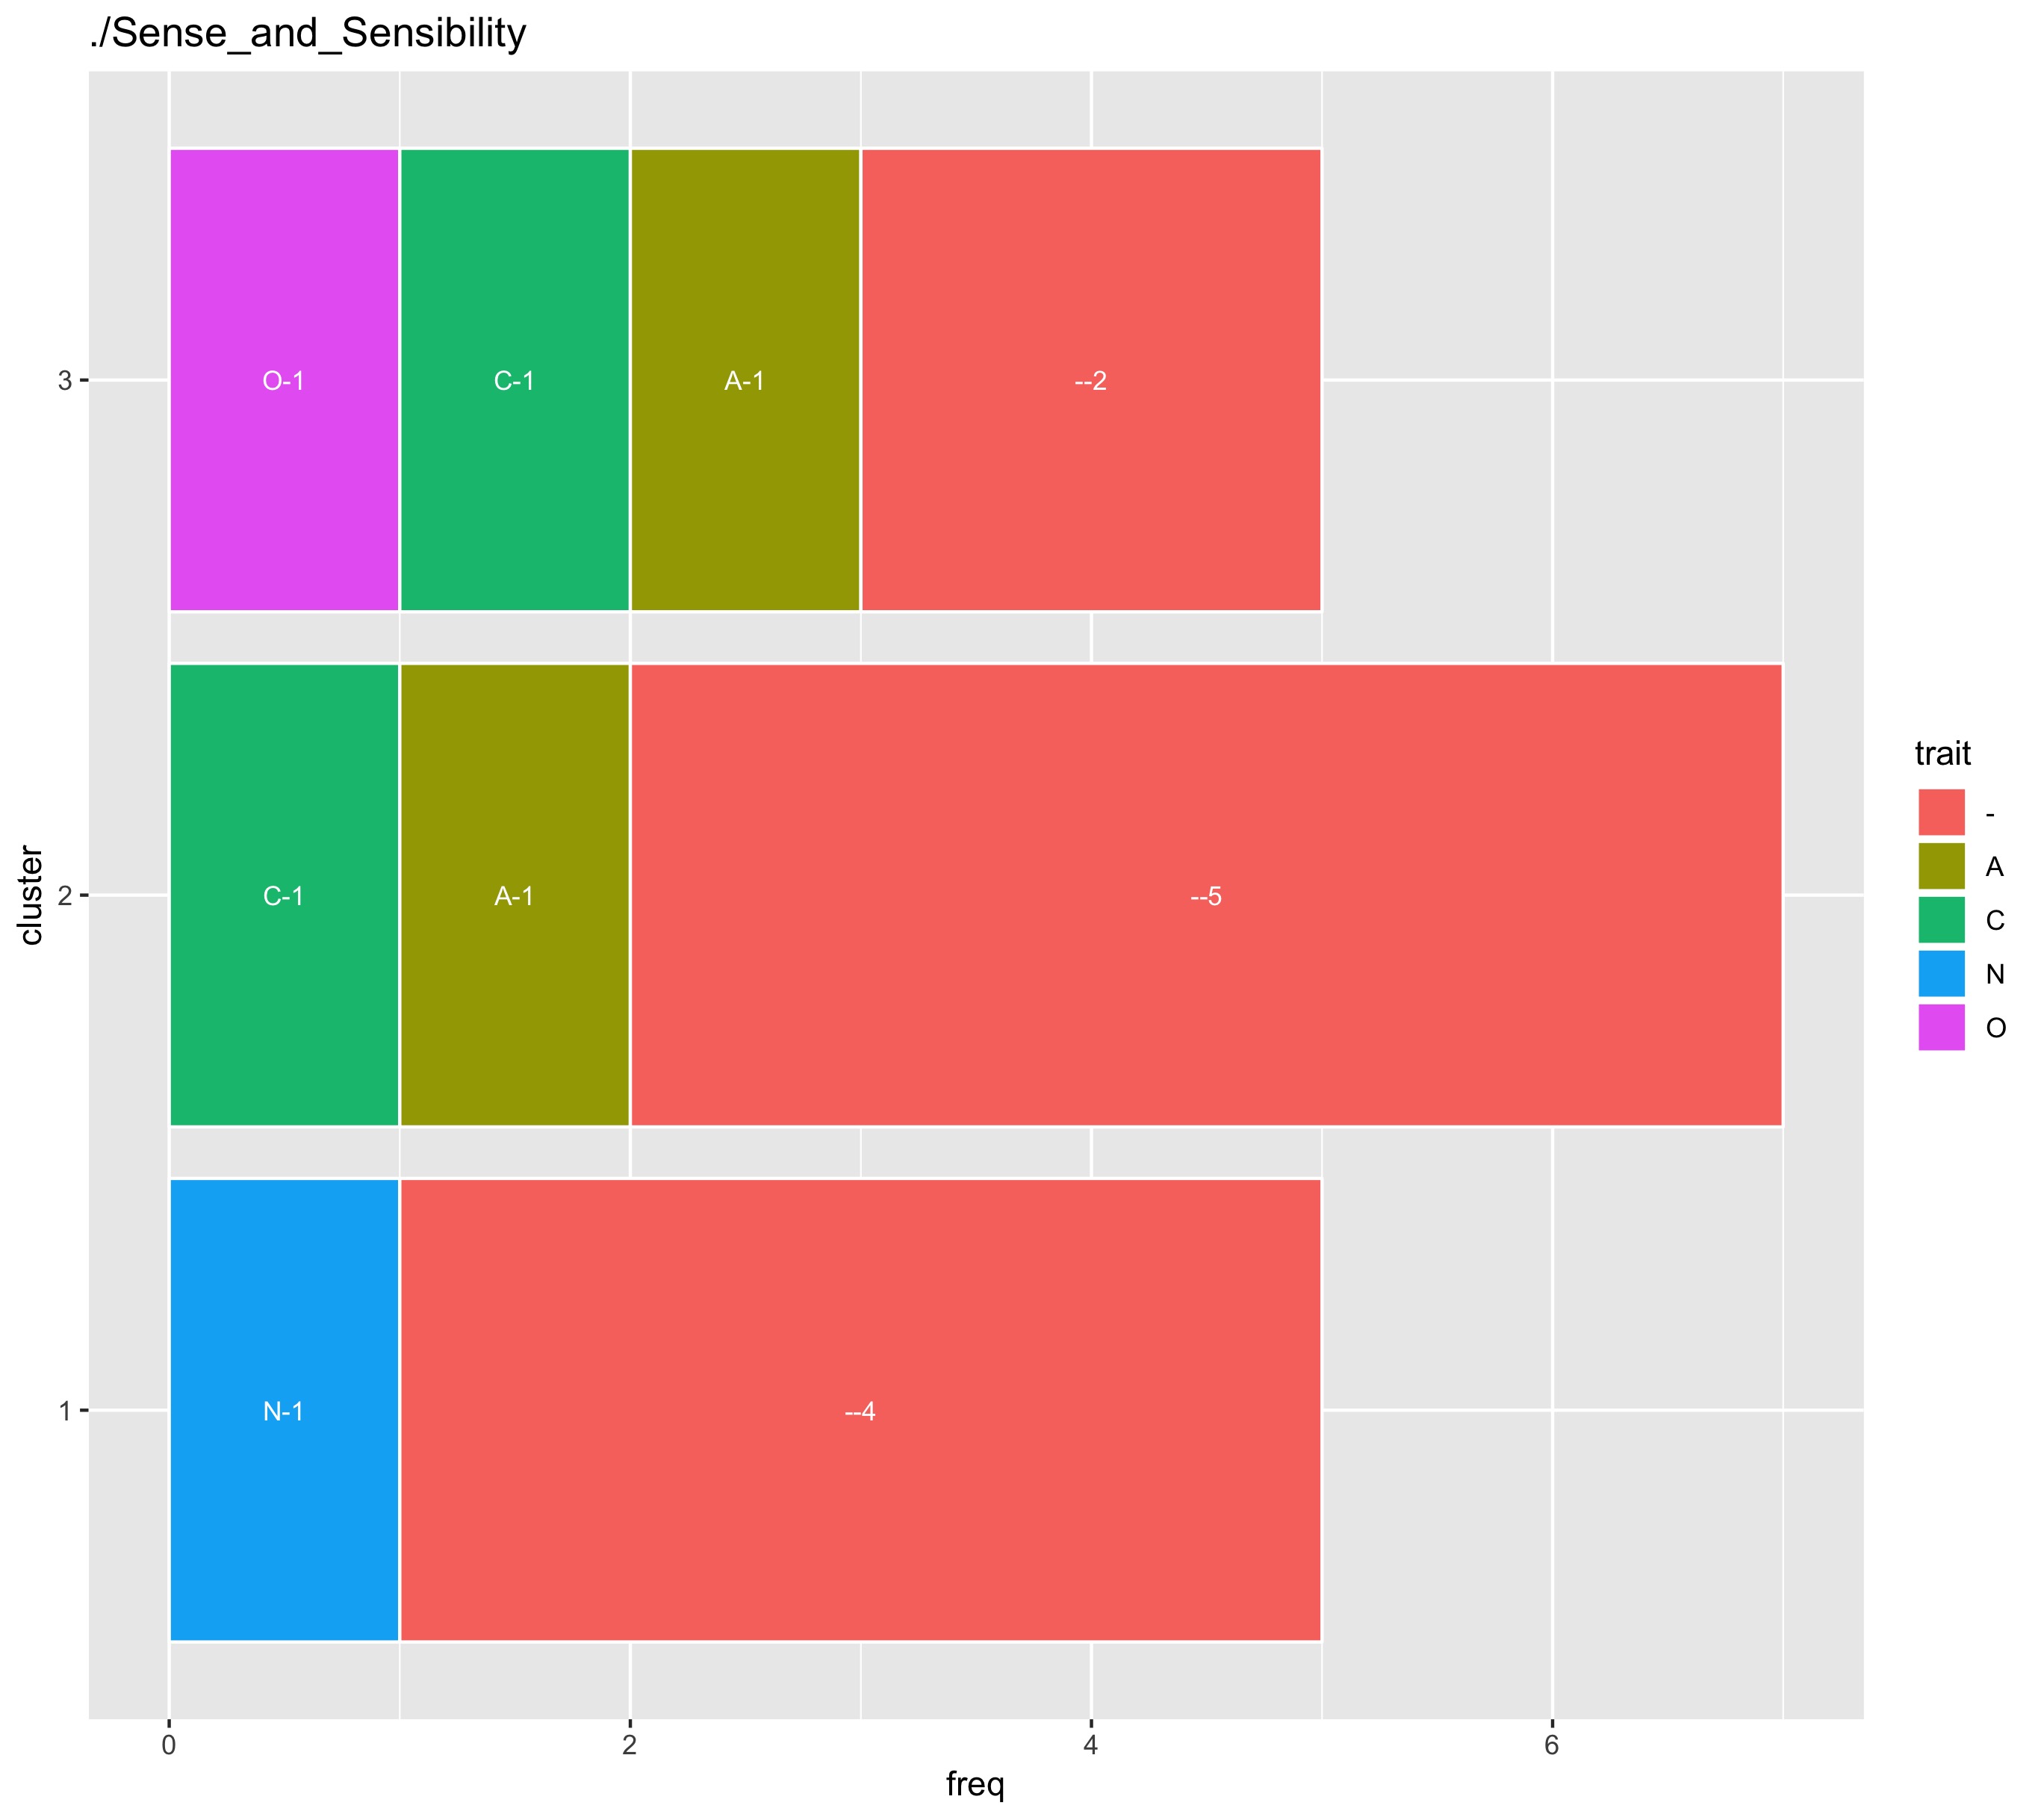 ./Sense_and_Sensibility
3
O-1
C-1
A-1
--2
cluster
2
C-1
A-1
--5
1
N-1
--4
0
2
4
6
freq
trait
-
A
C
N
O